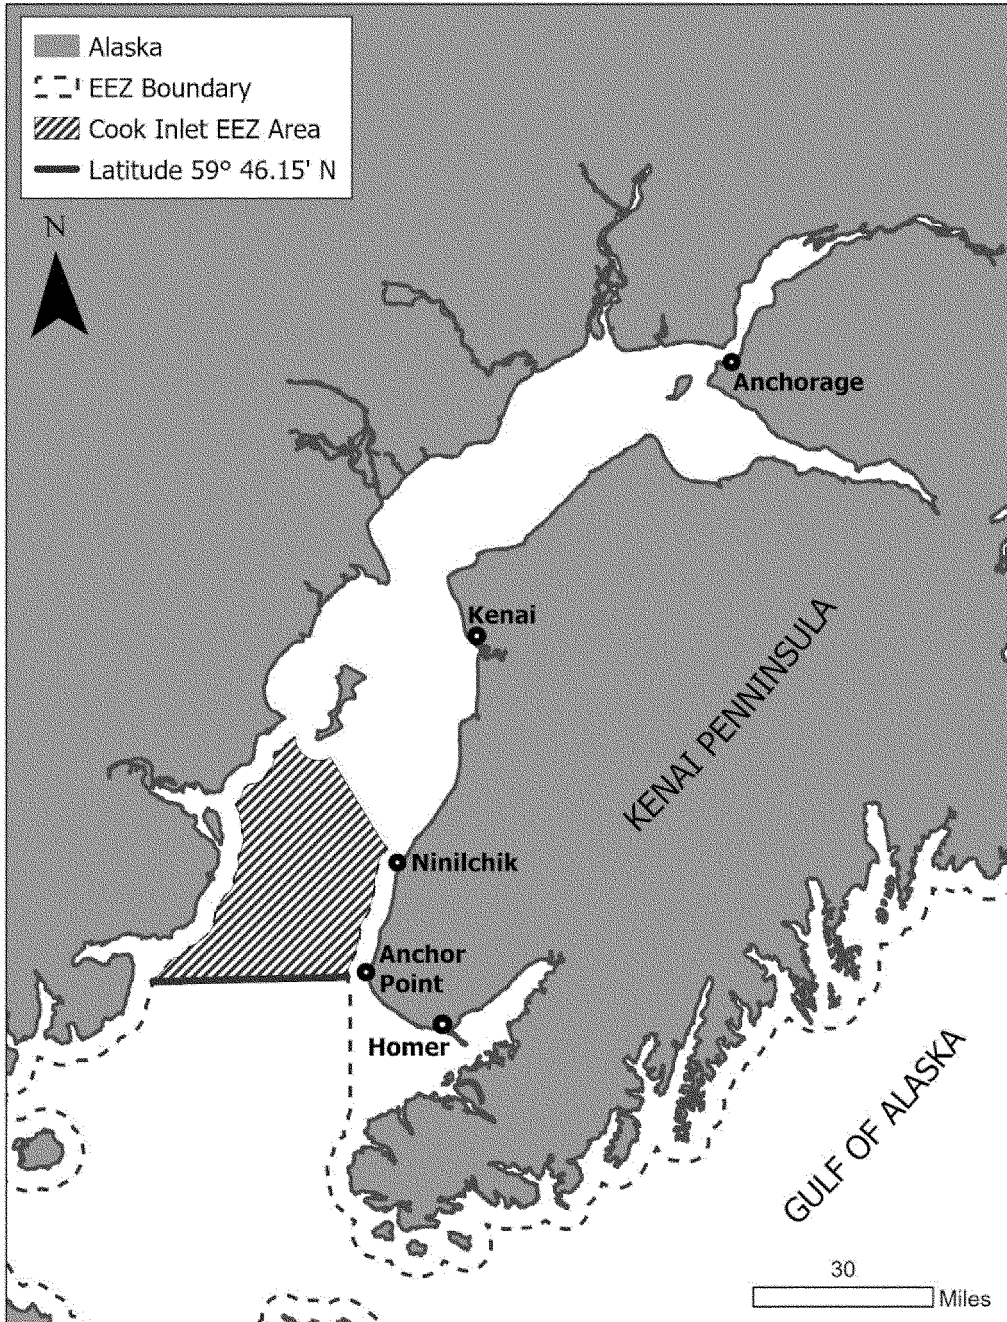 Alaska
EEZ Boundary
Cook Inlet EEZ Area
Latitude 59° 46.15' N
N
Anchorage
Kenai
KENAI PENNINSULA
Ninilchik
Anchor
Point
Homer
GULF OF ALASKA
30
Miles